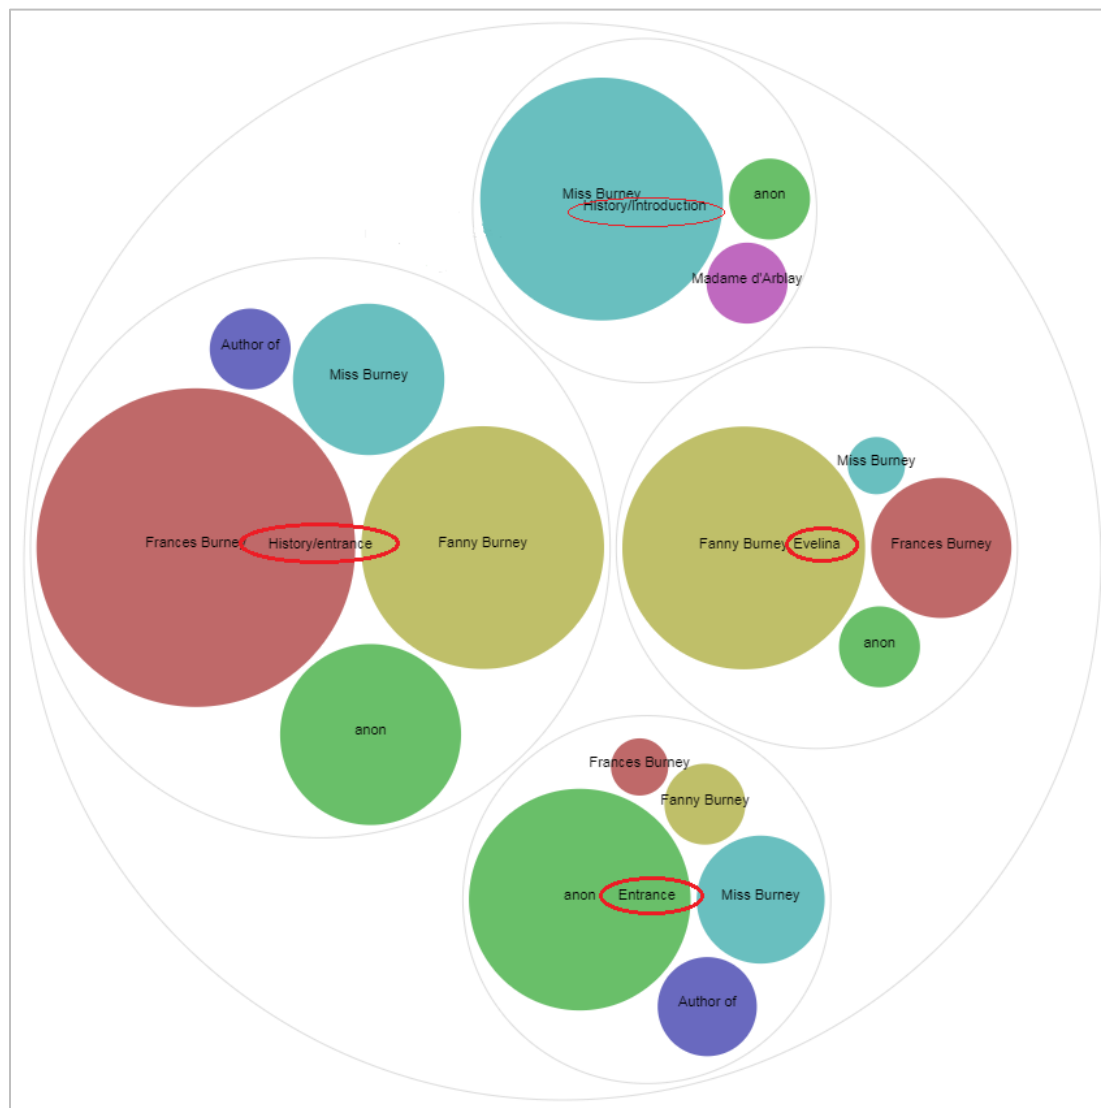 Miss Burney
History/Introduction
anon
Madame d'Arblay
Author of
Miss Burney
Frances Burney
History/entrance
Fanny Burney
anon
Miss Burney
Fanny Burney
Evelina
Frances Burney
anon
Frances Burney
Fanny Burney
anon
Entrance
Miss Burney
Author of